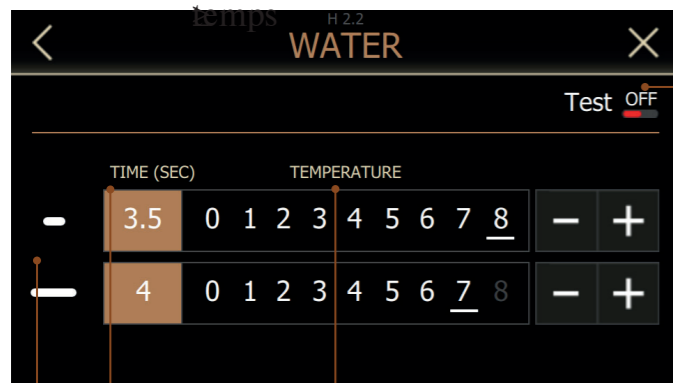 temps
H 2.2
WATER
Test OFF
TIME (SEC) TEMPERATURE
3.5 0 1 2 3 4 5 6 7 8 − +
4 0 1 2 3 4 5 6 7 8 − +